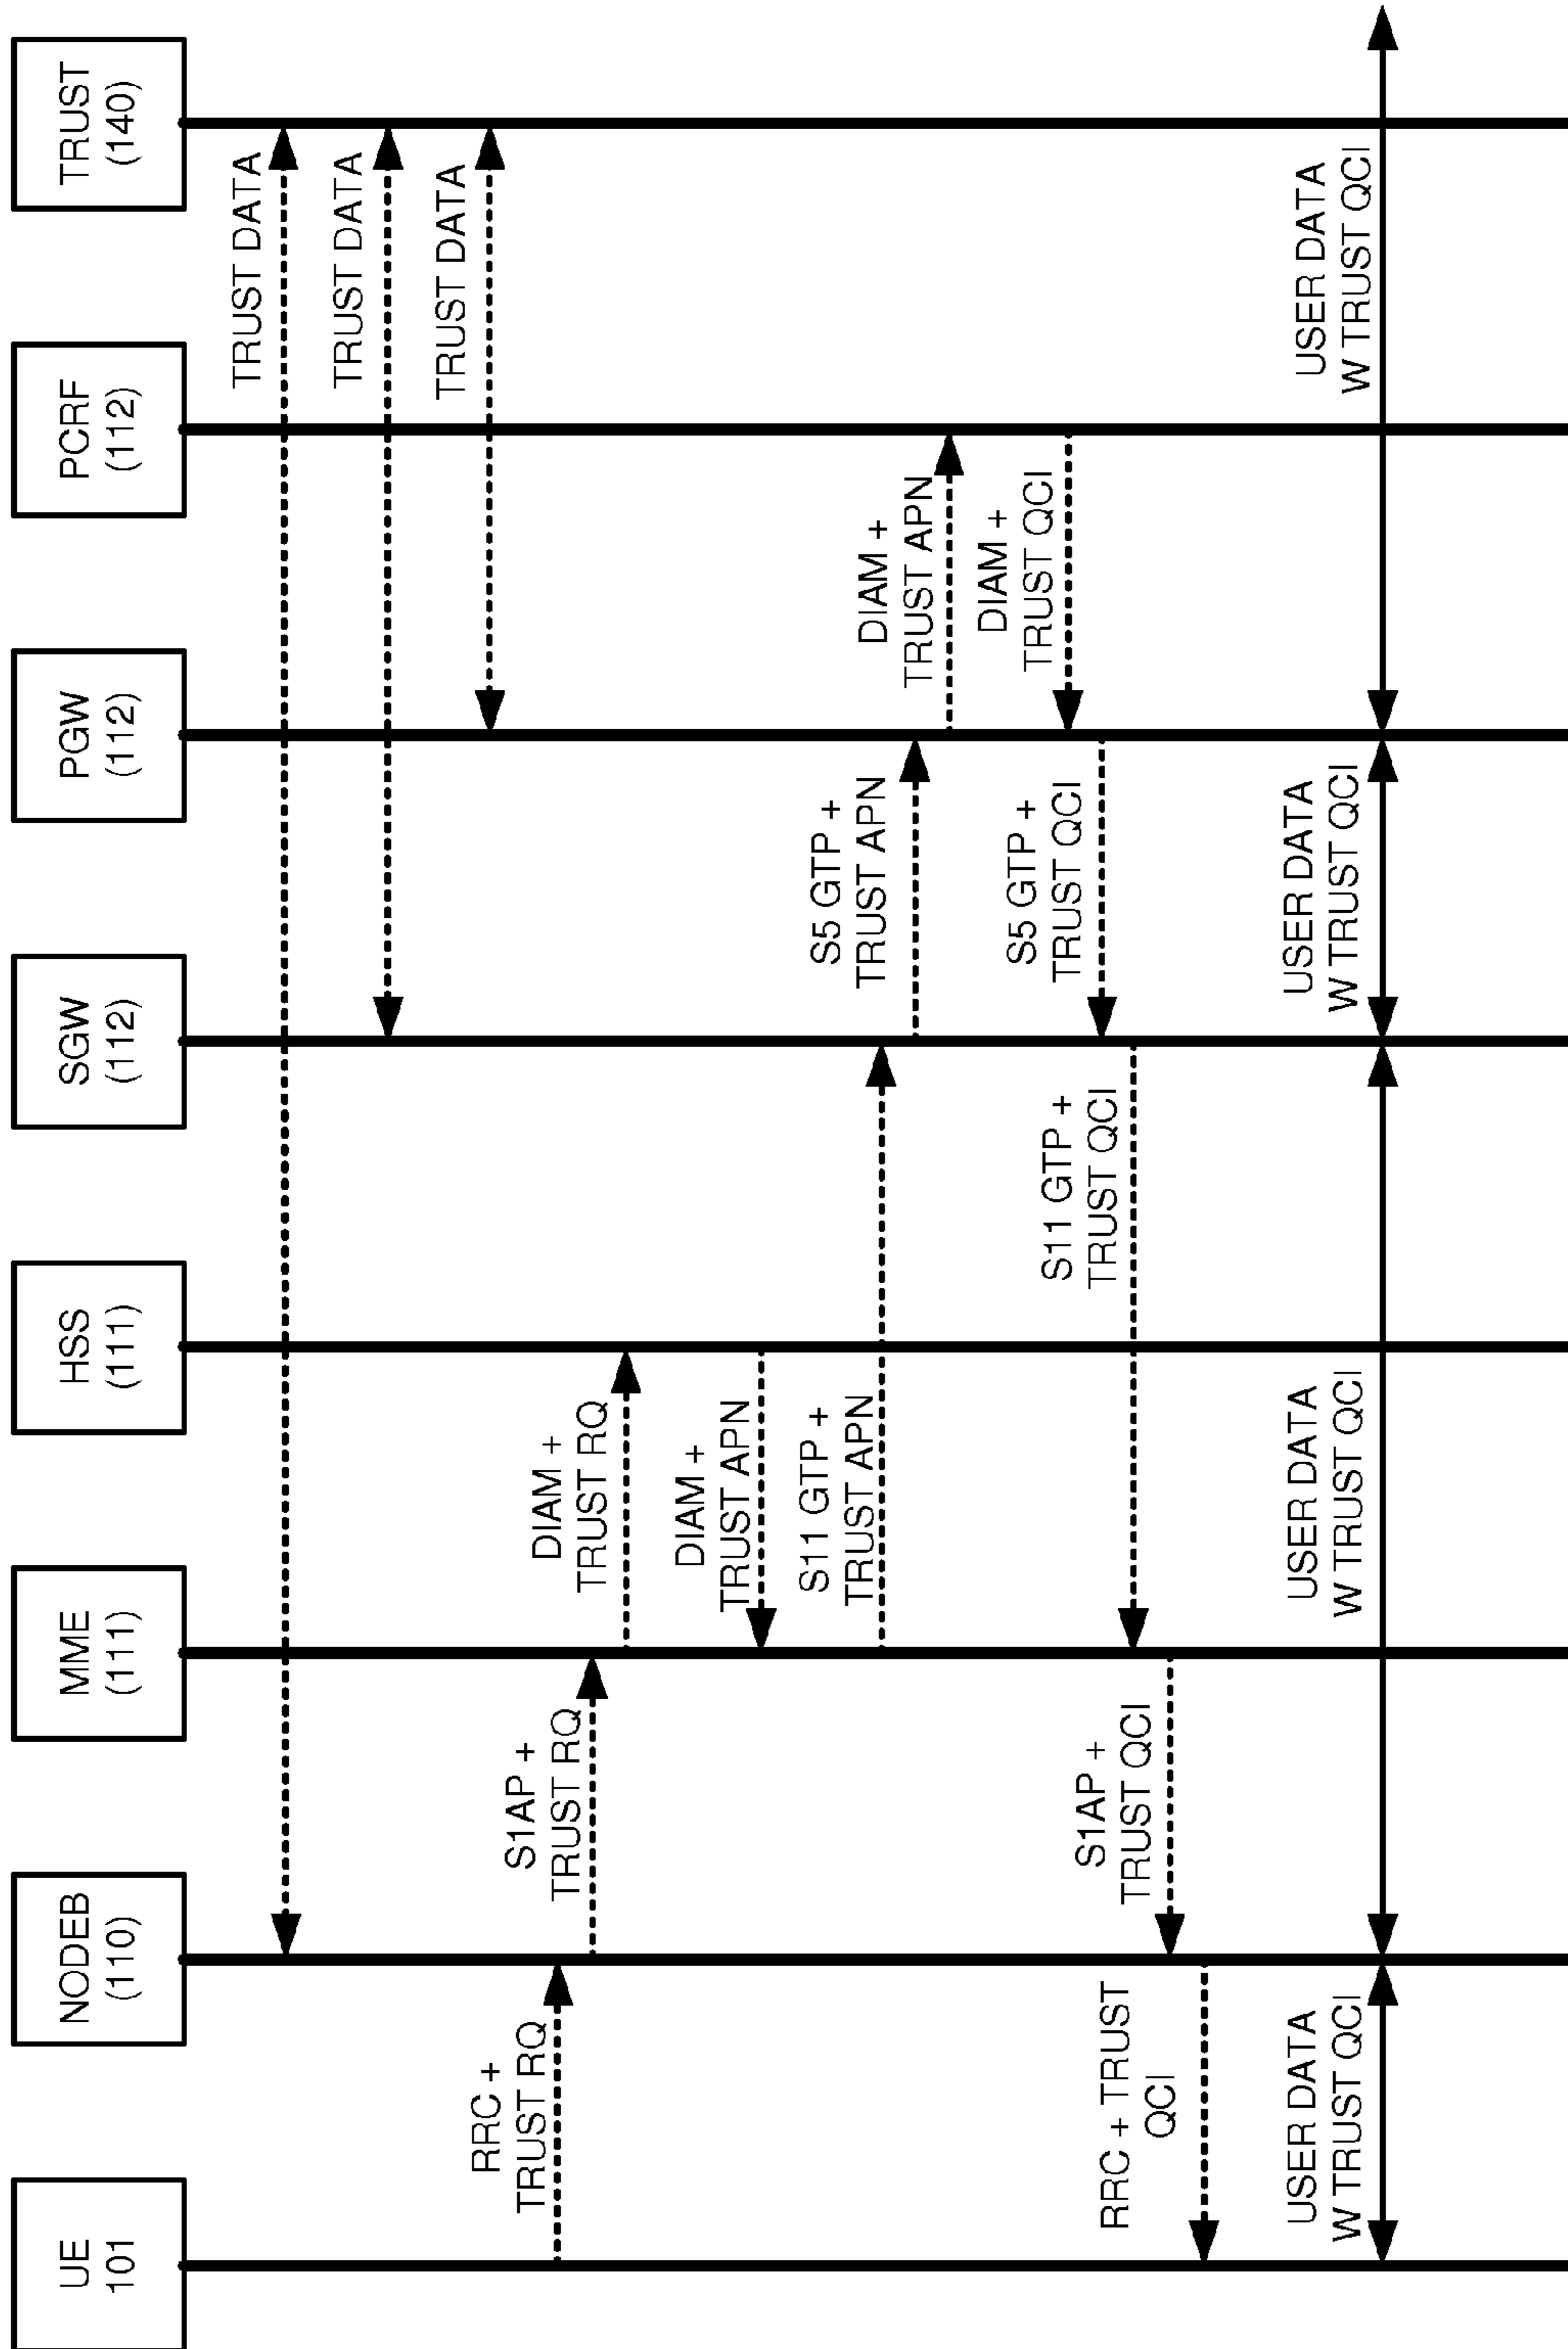 UE
101
NODEB
(110)
MME
(111)
HSS
(111)
SGW
(112)
PGW
(112)
PCRF
(112)
TRUST
(140)
TRUST DATA
TRUST DATA
TRUST DATA
RRC +
TRUST RQ
S1AP +
TRUST RQ
DIAM +
TRUST RQ
DIAM +
TRUST APN
S11 GTP +
TRUST APN
S5 GTP +
TRUST APN
DIAM +
TRUST APN
DIAM +
TRUST QCI
S5 GTP +
TRUST QCI
S11 GTP +
TRUST QCI
S1AP +
TRUST QCI
RRC + TRUST
QCI
USER DATA
W TRUST QCI
USER DATA
W TRUST QCI
USER DATA
W TRUST QCI
USER DATA
W TRUST QCI